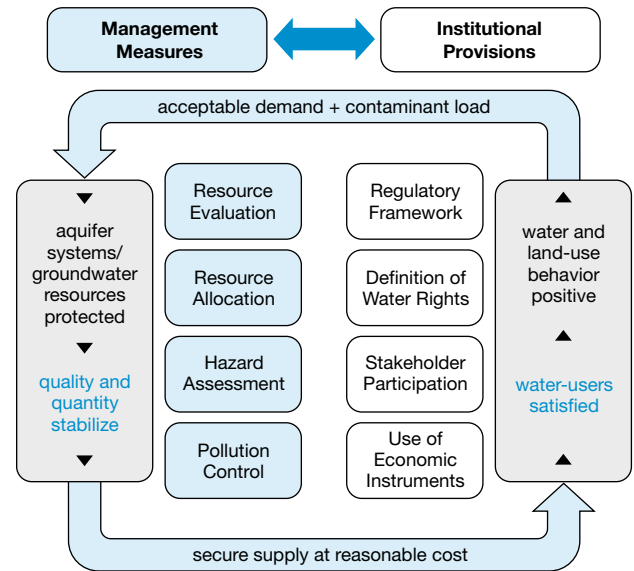 Management
Measures
Institutional
Provisions
acceptable demand + contaminant load
aquifer
systems/
groundwater
resources
protected
quality and
quantity
stabilize
Resource
Evaluation
Resource
Allocation
Hazard
Assessment
Pollution
Control
Regulatory
Framework
Definition of
Water Rights
Stakeholder
Participation
Use of
Economic
Instruments
water and
land-use
behavior
positive
water-users
satisfied
secure supply at reasonable cost